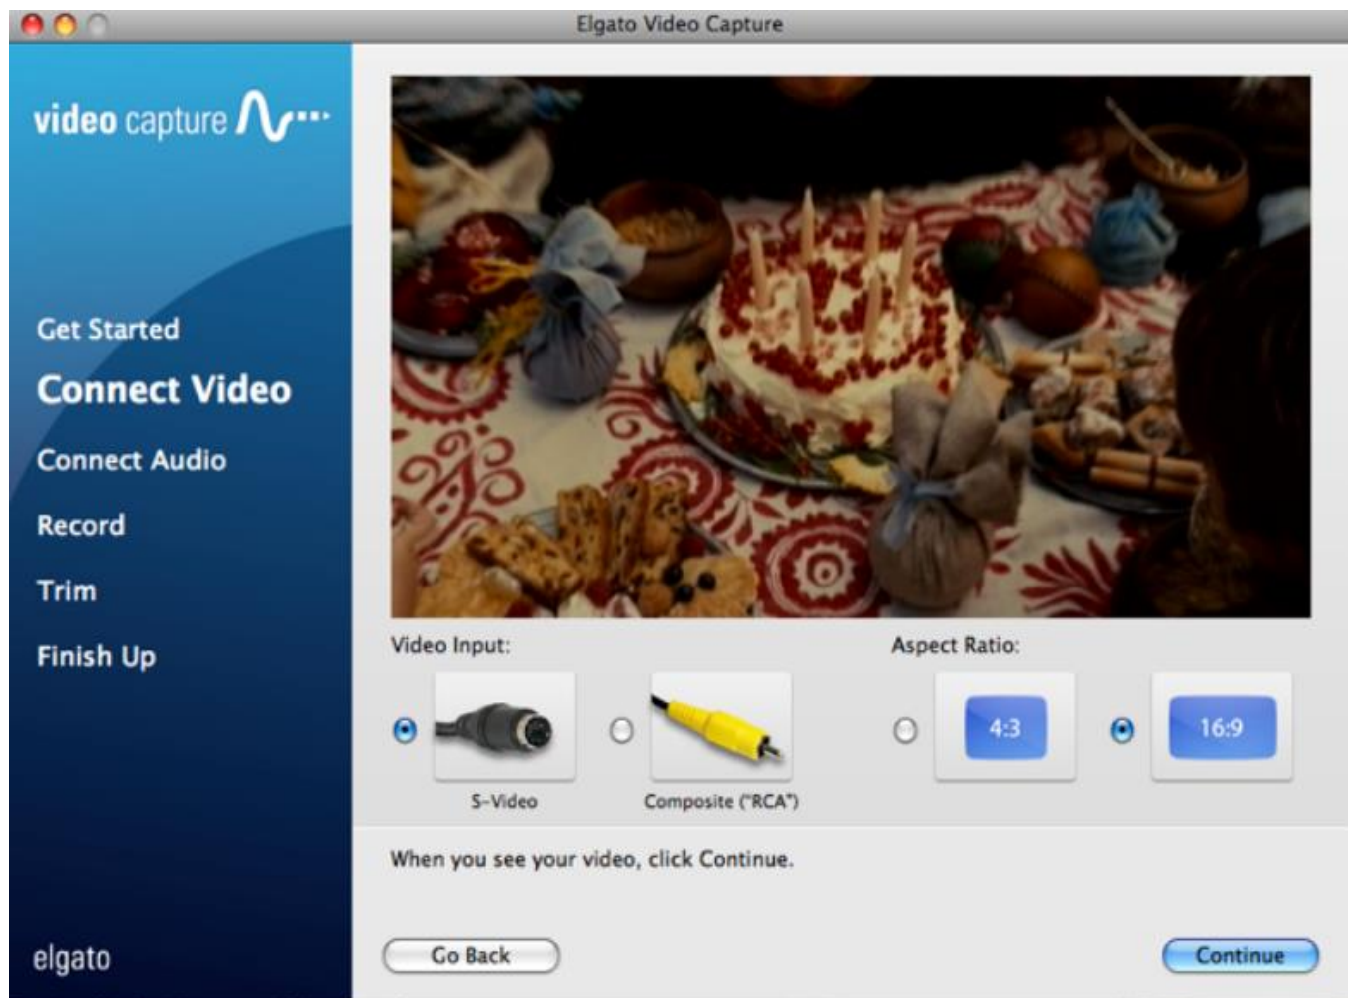 Elgato Video Capture
video capture
Get Started
Connect Video
Connect Audio
Record
Trim
Finish Up
elgato
Video Input:
Aspect Ratio:
4:3
16:9
S-Video
Composite ("RCA")
When you see your video, click Continue.
Go Back
Continue